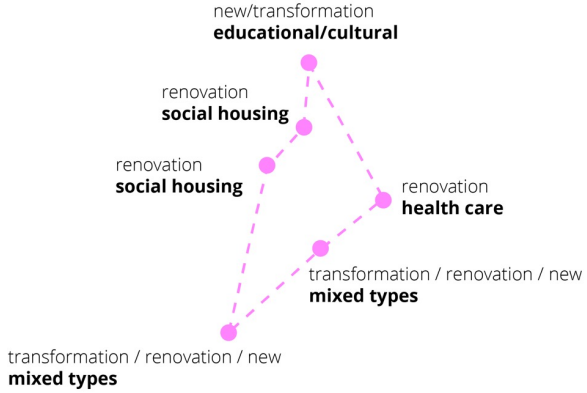 new/transformation
educational/cultural
renovation
social housing
renovation
social housing
renovation
health care
transformation / renovation / new
mixed types
transformation / renovation / new
mixed types